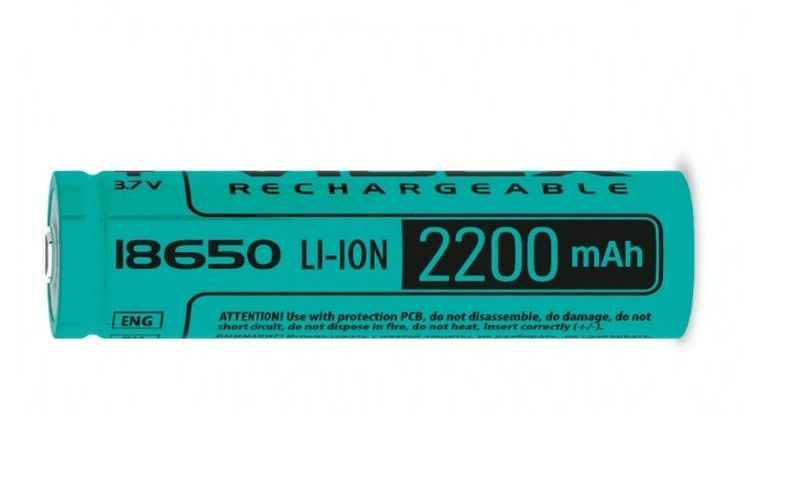 3.7 V
RECHARGEABLE
18650 LI-ION 2200 mAh
ENG
ATTENTION! Use with protection PCB, do not disassemble, do damage, do not
short circuit, do not dispose in fire, do not heat, insert correctly (+/-).